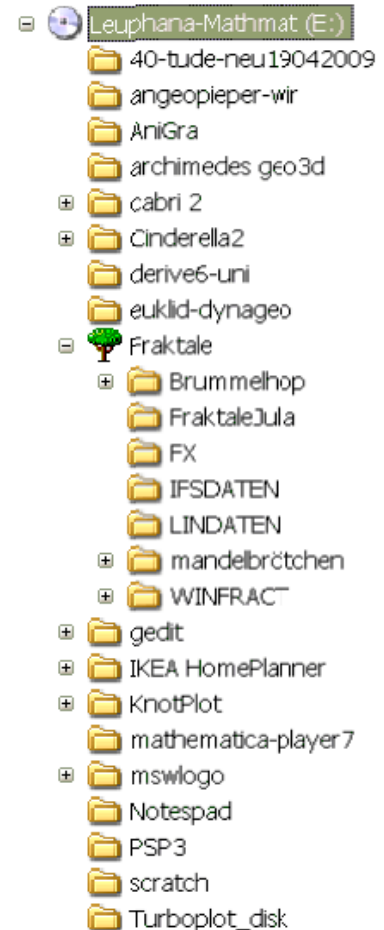 Leuphana-Mathmat (E:)
40-tude-neu19042009
angeopieper-wir
AniGra
archimedes geo3d
cabri 2
Cinderella2
derive6-uni
euklid-dynageo
Fraktale
Brummelhop
FraktaleJula
FX
IFSDATEN
LINDATEN
mandelbrötchen
WINFRACT
gedit
IKEA HomePlanner
KnotPlot
mathematica-player7
mswlogo
Notespad
PSP3
scratch
Turboplot_disk